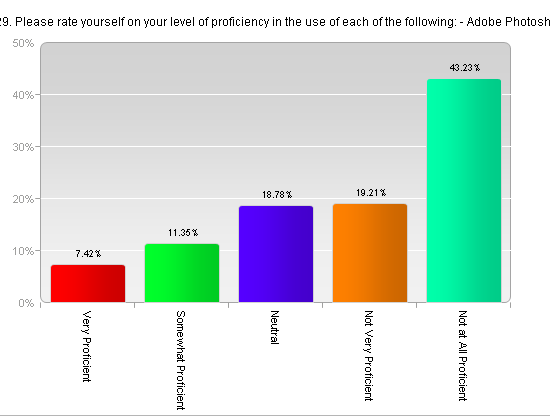 29. Please rate yourself on your level of proficiency in the use of each of the following: - Adobe Photosh
50%
40%
30%
20%
10%
0%
7.42%
11.35%
18.78%
19.21%
43.23%
Very Proficient
Somewhat Proficient
Neutral
Not Very Proficient
Not at All Proficient